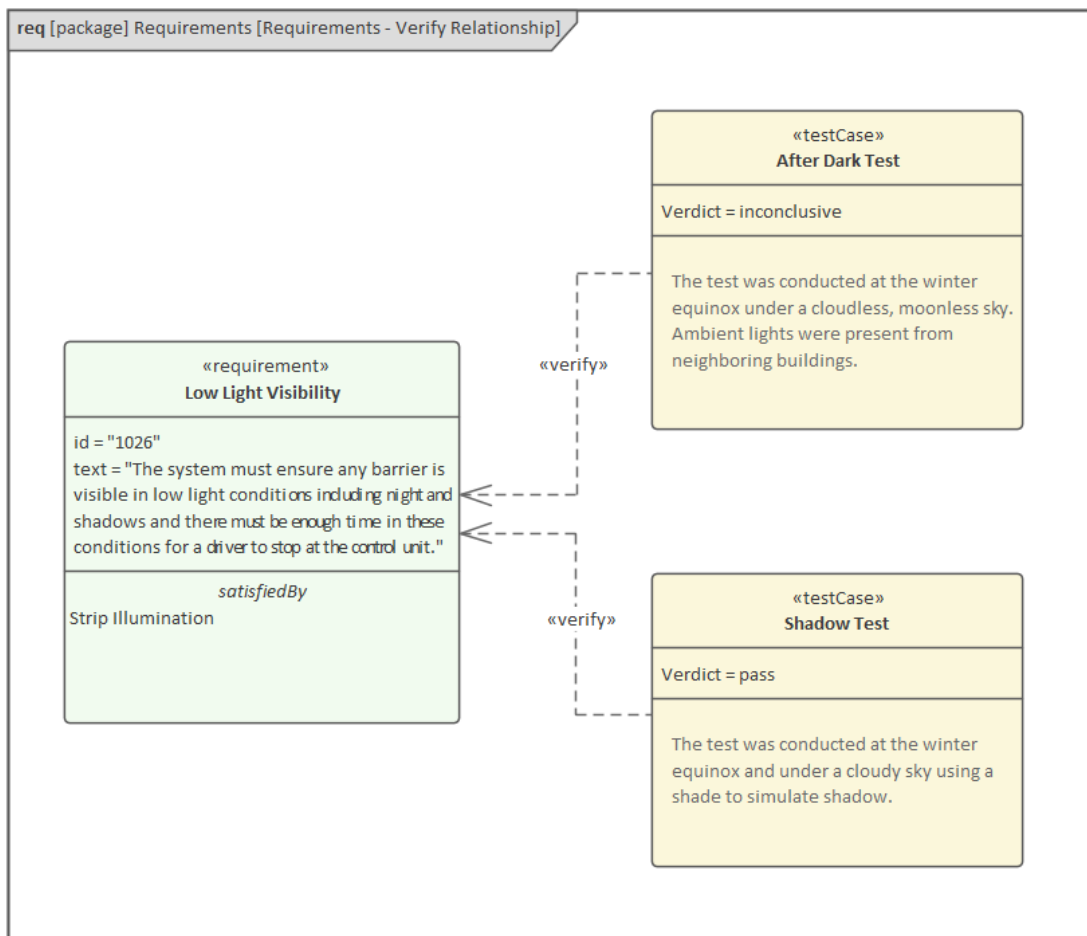 req [package] Requirements [Requirements - Verify Relationship]
«testCase»
After Dark Test
Verdict = inconclusive
The test was conducted at the winter
equinox under a cloudless, moonless sky.
Ambient lights were present from
neighboring buildings.
«verify»
«requirement»
Low Light Visibility
id = "1026"
text = "The system must ensure any barrier is
visible in low light conditions including night and
shadows and there must be enough time in these
conditions for a driver to stop at the control unit."
satisfiedBy
Strip Illumination
«verify»
«testCase»
Shadow Test
Verdict = pass
The test was conducted at the winter
equinox and under a cloudy sky using a
shade to simulate shadow.